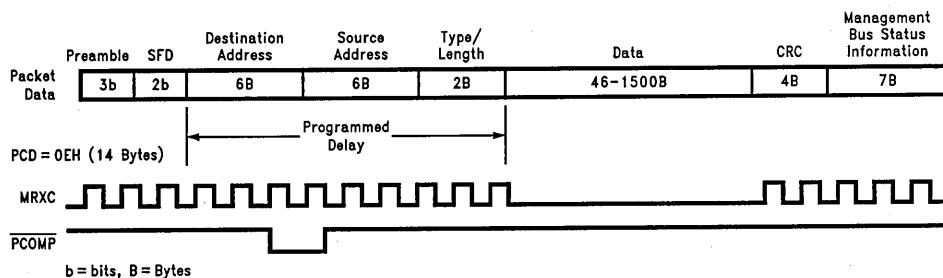 Management
Bus Status
Information
Preamble SFD Destination Address Source Address Type/ Length Data CRC
Packet Data 3b 2b 6B 6B 2B 46-1500B 4B 7B
Programmed
Delay
PCD = 0EH (14 Bytes)
MRXC
PCOMP
b = bits, B = Bytes